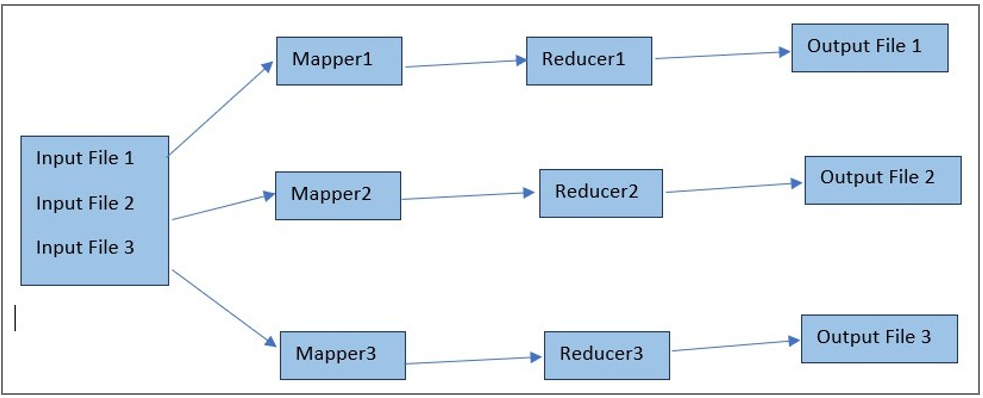 Input File 1
Input File 2
Input File 3
Mapper1
Reducer1
Output File 1
Mapper2
Reducer2
Output File 2
Mapper3
Reducer3
Output File 3